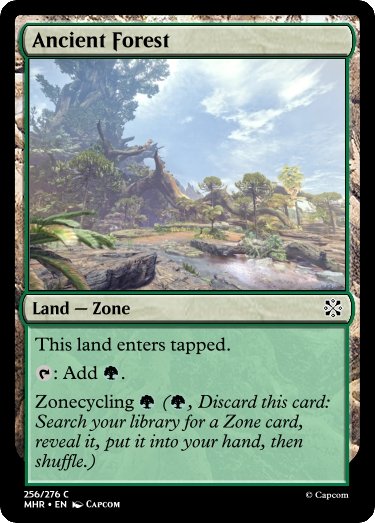 Ancient Forest
Land — Zone
This land enters tapped.
: Add .
Zonecycling (, Discard this card:
Search your library for a Zone card,
reveal it, put it into your hand, then
shuffle.)
256/276 C
MHR • EN CAPCOM
© Capcom